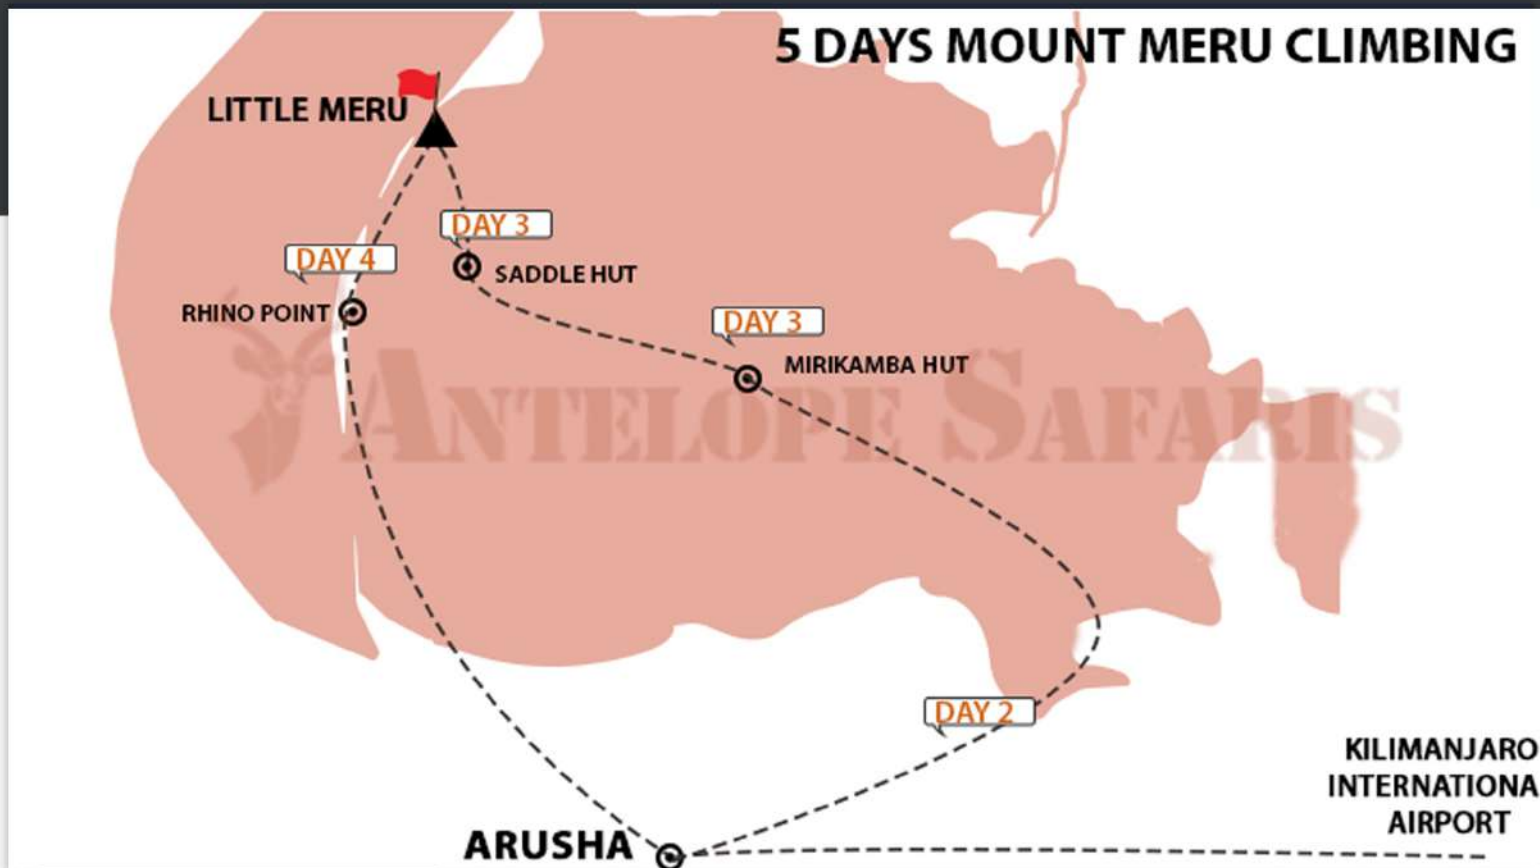 5 DAYS MOUNT MERU CLIMBING
LITTLE MERU
DAY 3
DAY 4
SADDLE HUT
RHINO POINT
DAY 3
MIRIKAMBA HUT
ANTELOPE SAFARIS
DAY 2
KILIMANJARO
INTERNATIONA
AIRPORT
ARUSHA